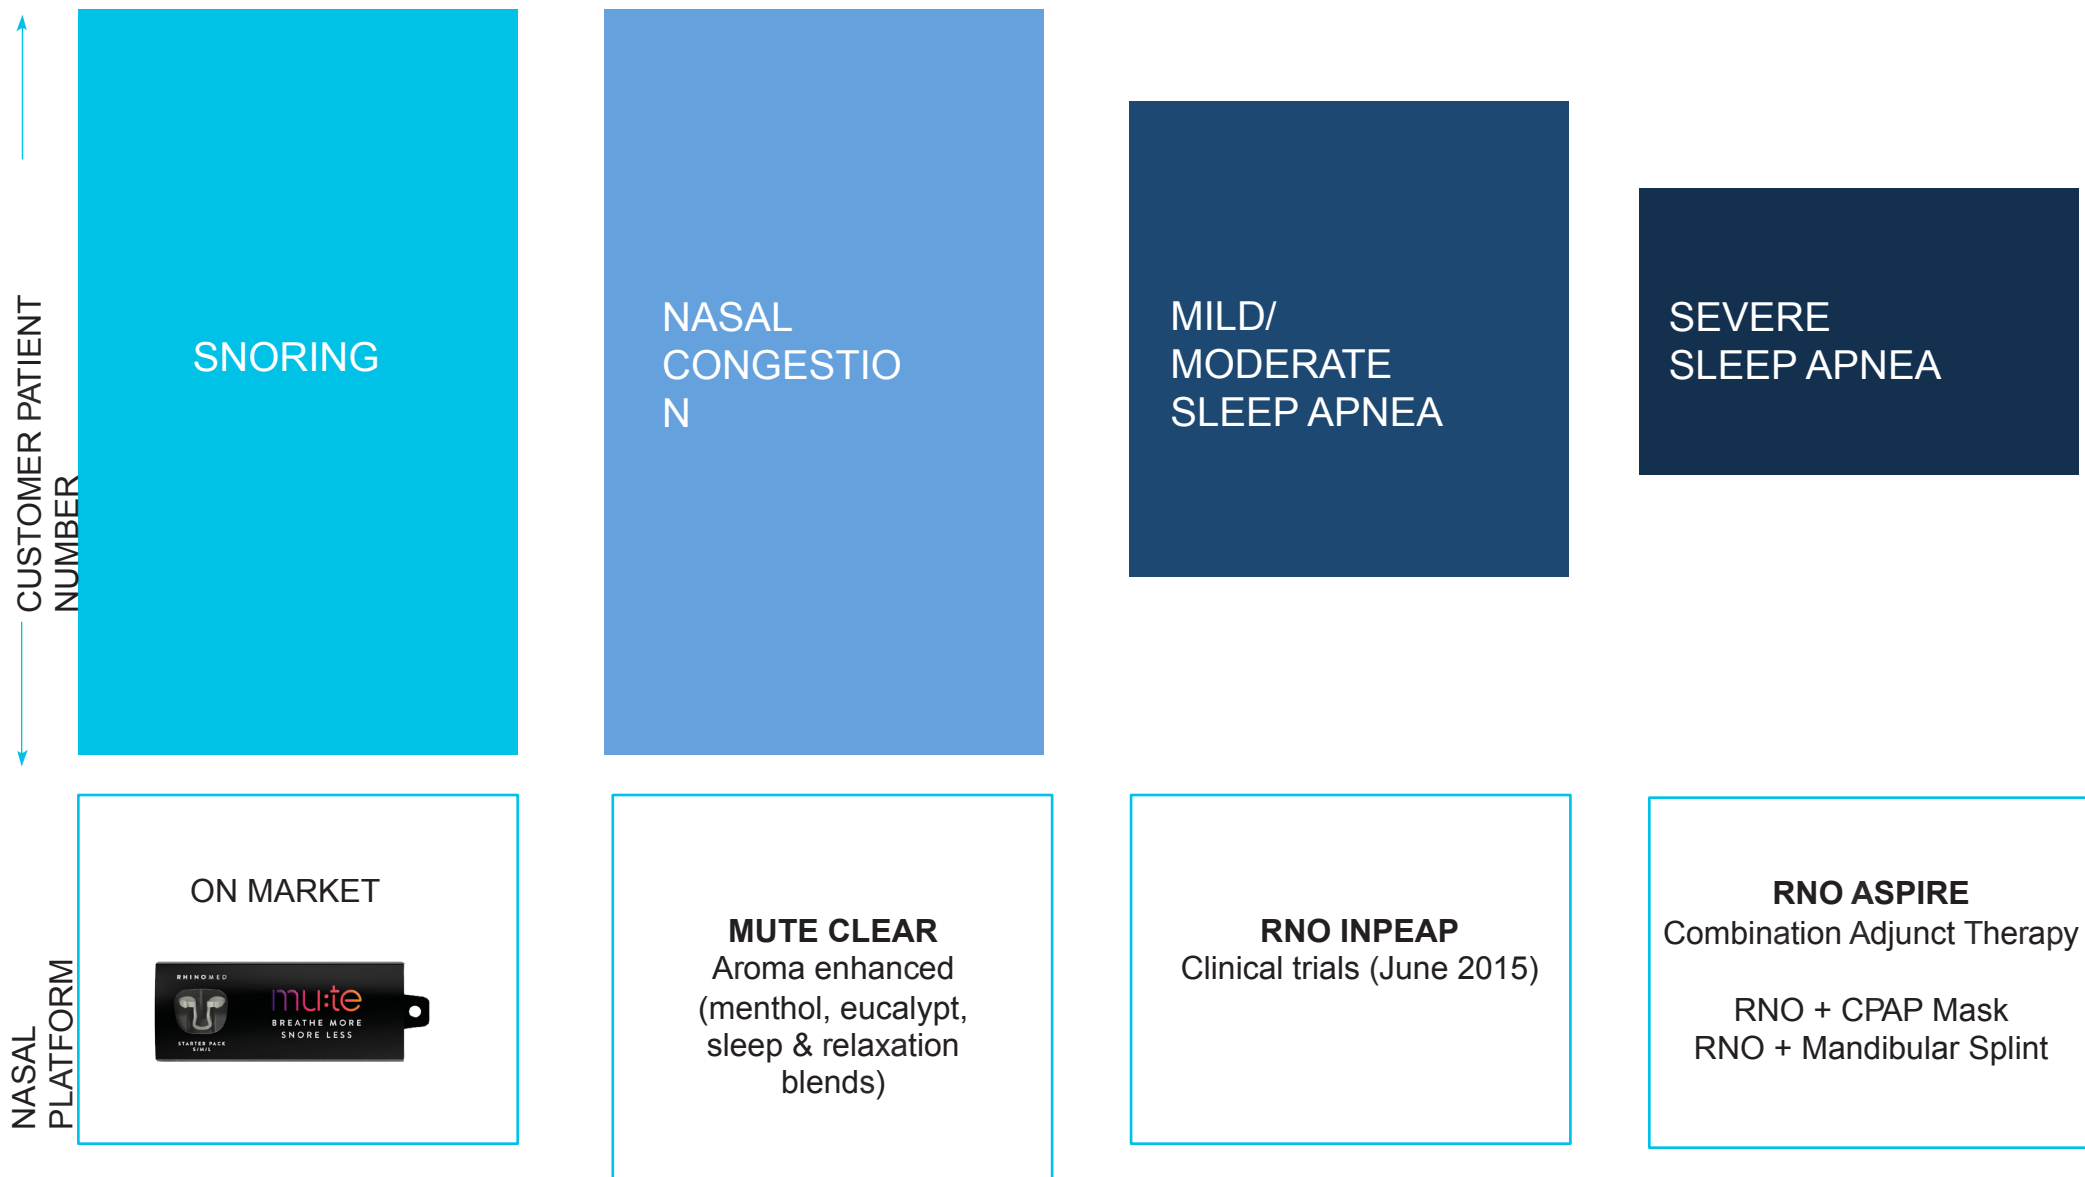 CUSTOMER PATIENT
NUMBER
SNORING
NASAL
CONGESTIO
N
MILD/
MODERATE
SLEEP APNEA
SEVERE
SLEEP APNEA
NASAL
PLATFORM
ON MARKET
RHINOMED
STARTER PACK
S/M/L
mu:te
BREATHE MORE
SNORE LESS
MUTE CLEAR
Aroma enhanced
(menthol, eucalypt,
sleep & relaxation
blends)
RNO INPEAP
Clinical trials (June 2015)
RNO ASPIRE
Combination Adjunct Therapy
RNO + CPAP Mask
RNO + Mandibular Splint